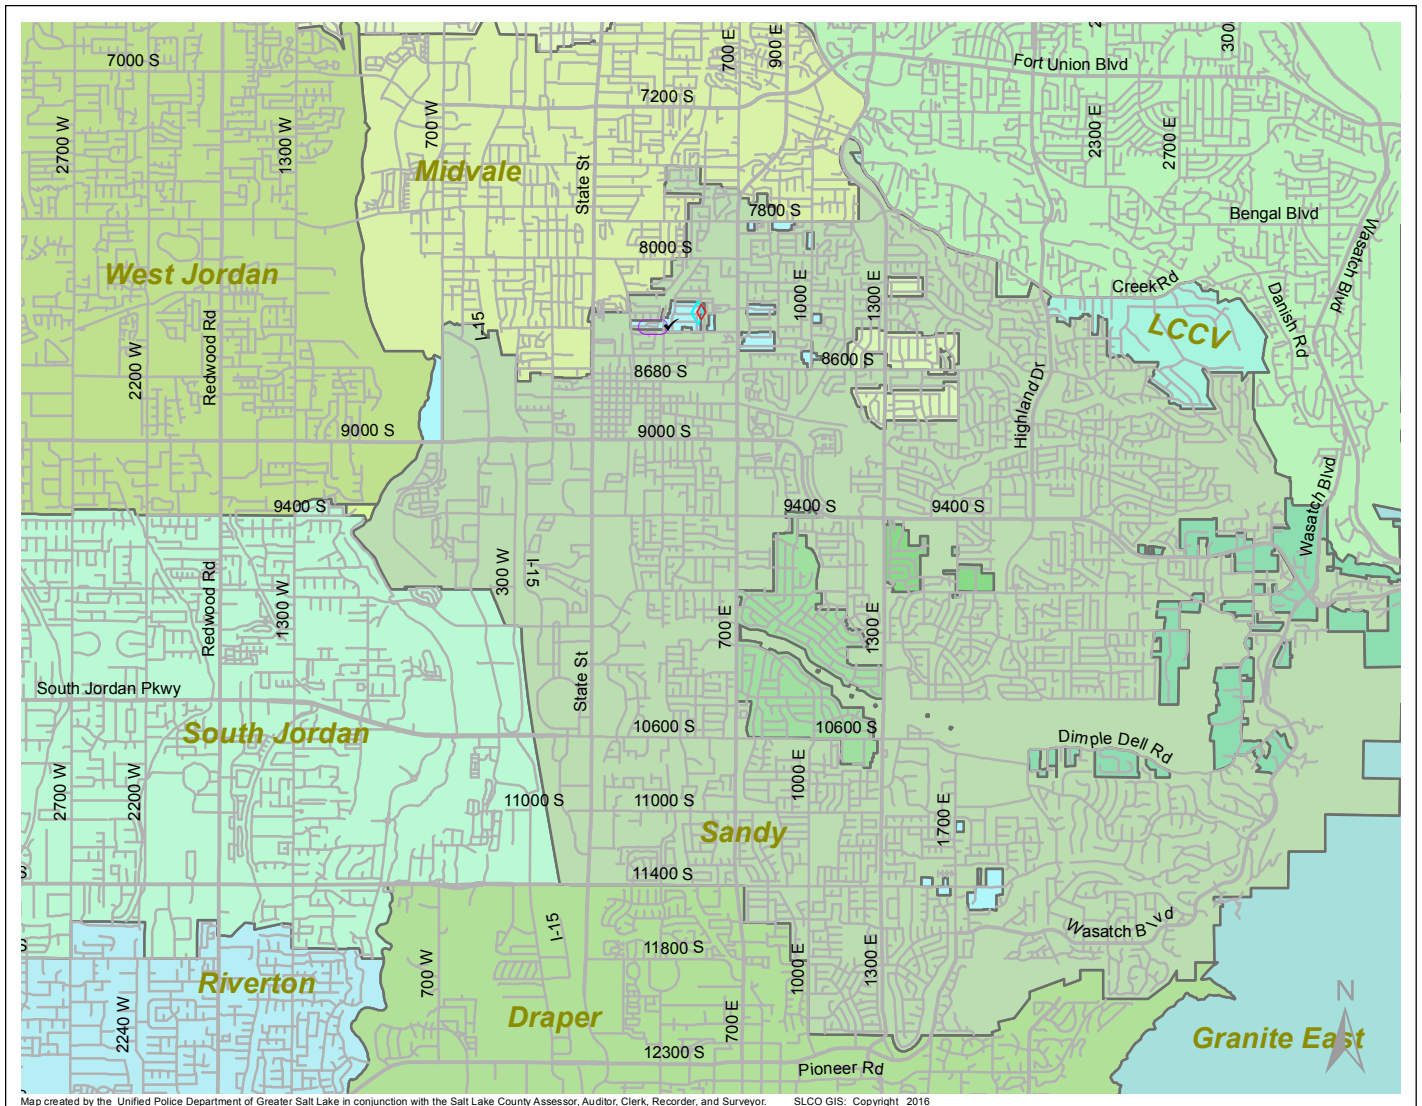 700 E
900 E
2
300
7000 S
Fort Union Blvd
7200 S
2700 W
1300 W
700 W
2300 E
2700 E
Midvale
State St
7800 S
Bengal Blvd
Wasatch Blvd
8000 S
West Jordan
Creek Rd
1000 E
1300 E
Danish Rd
I-15
LCCV
Redwood Rd
2200 W
8600 S
8680 S
Highland Dr
9000 S
9000 S
9400 S
9400 S
9400 S
Wasatch Blvd
300 W
I-15
Redwood Rd
1300 W
700 E
1300 E
State St
South Jordan Pkwy
South Jordan
10600 S
10600 S
Dimple Dell Rd
2700 W
2200 W
1000 E
11000 S
11000 S
1700 E
Sandy
11400 S
S
Wasatch Blvd
I-15
11800 S
S
700 W
1000 E
1300 E
Riverton
N
Draper
2240 W
700 E
Granite East
12300 S
Pioneer Rd
S
Map created by the Unified Police Department of Greater Salt Lake in conjunction with the Salt Lake County Assessor, Auditor, Clerk, Recorder, and Surveyor. SLCO GIS: Copyright 2016